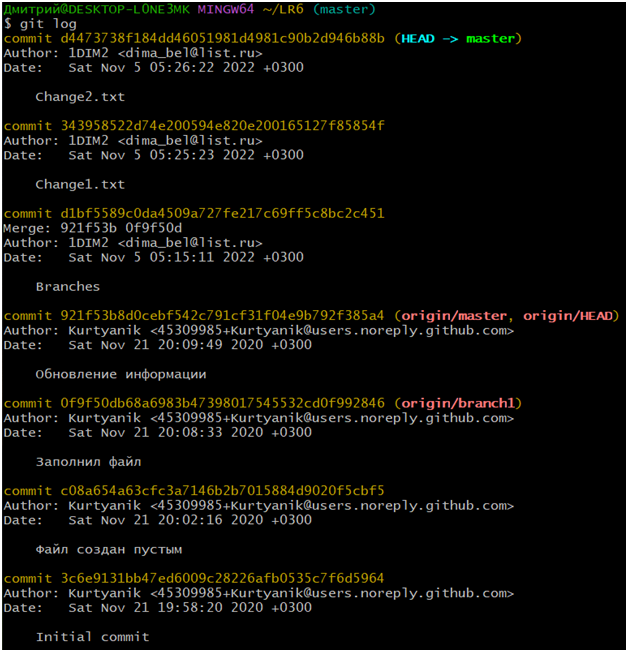 Дмитрий@DESKTOP-L0NE3MK MINGW64 ~/LR6 (master)
$ git log
commit d4473738f184dd46051981d4981c90b2d946b88b (HEAD -> master)
Author: 1DIM2 <dima_bel@list.ru>
Date:   Sat Nov 5 05:26:22 2022 +0300
Change2.txt
commit 343958522d74e200594e820e200165127f85854f
Author: 1DIM2 <dima_bel@list.ru>
Date:   Sat Nov 5 05:25:23 2022 +0300
Change1.txt
commit d1bf5589c0da4509a727fe217c69ff5c8bc2c451
Merge: 921f53b 0f9f50d
Author: 1DIM2 <dima_bel@list.ru>
Date:   Sat Nov 5 05:15:11 2022 +0300
Branches
commit 921f53b8d0cebf542c791cf31f04e9b792f385a4 (origin/master, origin/HEAD)
Author: Kurtyanik <45309985+Kurtyanik@users.noreply.github.com>
Date:   Sat Nov 21 20:09:49 2020 +0300
Обновление информации
commit 0f9f50db68a6983b47398017545532cd0f992846 (origin/branch1)
Author: Kurtyanik <45309985+Kurtyanik@users.noreply.github.com>
Date:   Sat Nov 21 20:08:33 2020 +0300
Заполнил файл
commit c08a654a63cfc3a7146b2b7015884d9020f5cbf5
Author: Kurtyanik <45309985+Kurtyanik@users.noreply.github.com>
Date:   Sat Nov 21 20:02:16 2020 +0300
Файл создан пустым
commit 3c6e9131bb47ed6009c28226afb0535c7f6d5964
Author: Kurtyanik <45309985+Kurtyanik@users.noreply.github.com>
Date:   Sat Nov 21 19:58:20 2020 +0300
Initial commit